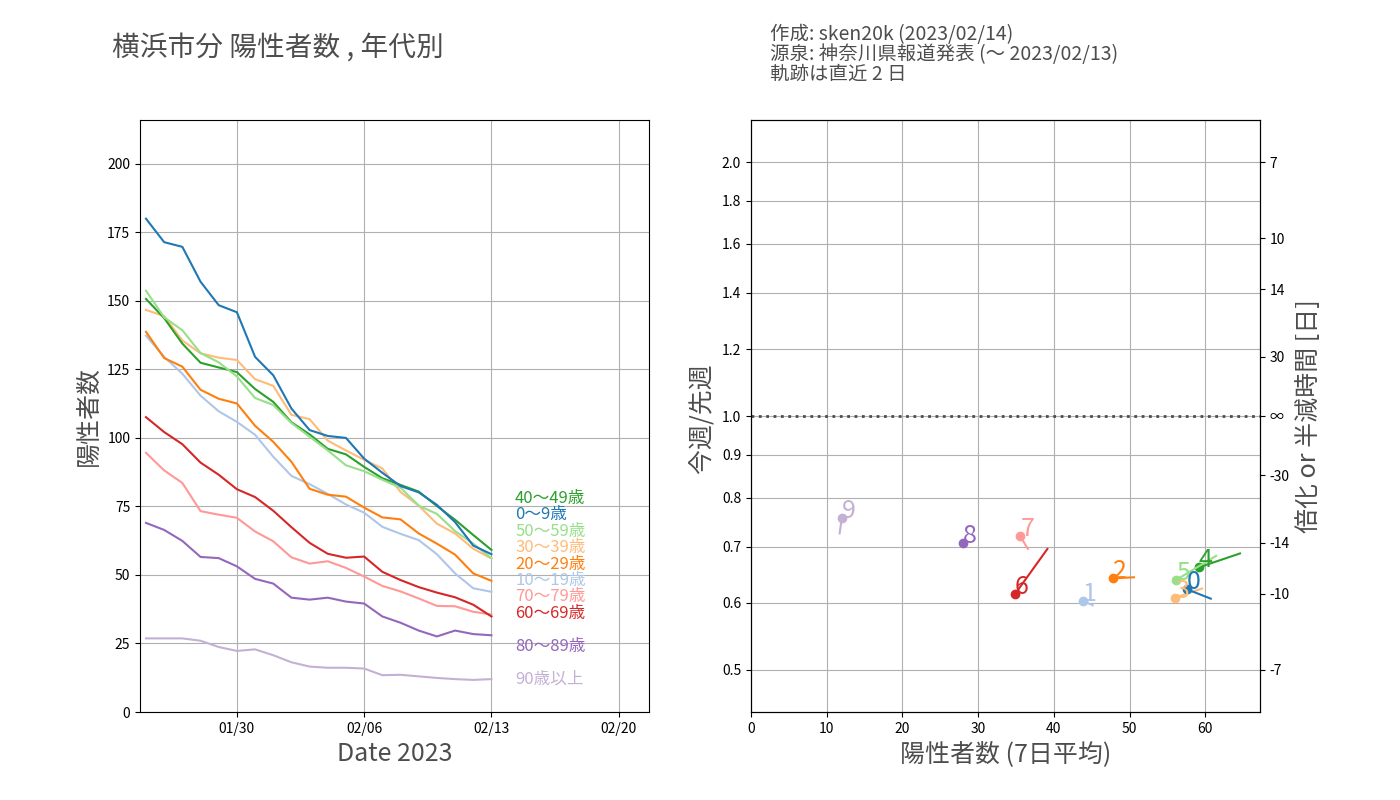 横浜市分 陽性者数 , 年代別
作成: sken20k (2023/02/14)
源泉: 神奈川県報道発表 (～ 2023/02/13)
軌跡は直近 2 日
陽性者数
200
175
150
125
100
75
50
25
0
40～49歳
0～9歳
50～59歳
30～39歳
20～29歳
10～19歳
70～79歳
60～69歳
80～89歳
90歳以上
01/30 02/06 02/13 02/20
Date 2023
今週/先週
2.0
1.8
1.6
1.4
1.2
1.0
0.9
0.8
0.7
0.6
0.5
9
8
7
6
2
1
5
4
3
0
7
10
14
30
∞
-30
-14
-10
-7
倍化 or 半減時間 [日]
0 10 20 30 40 50 60
陽性者数 (7日平均)